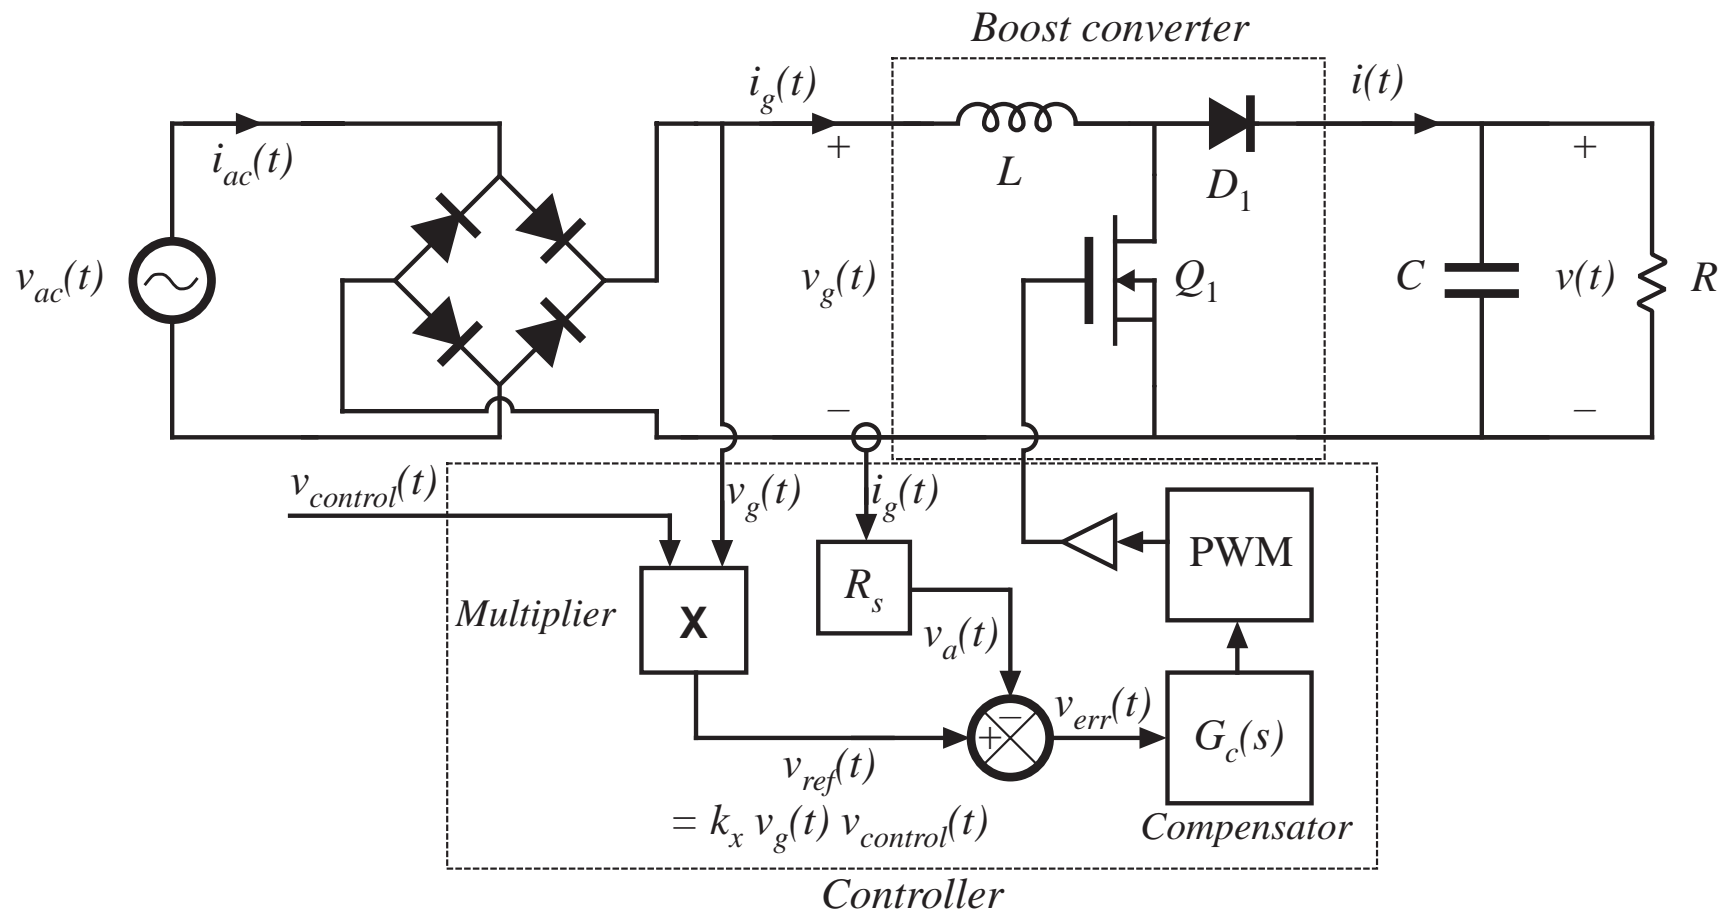 Boost converter
i_g(t)
i(t)
i_ac(t)
+
+
L
D_1
v_ac(t)
v_g(t)
Q_1
C
v(t)
R
–
–
v_control(t)
v_g(t)
i_g(t)
PWM
Multiplier
X
R_s
v_a(t)
v_err(t)
–
+
G_c(s)
v_ref(t)
= k_x v_g(t) v_control(t)
Compensator
Controller